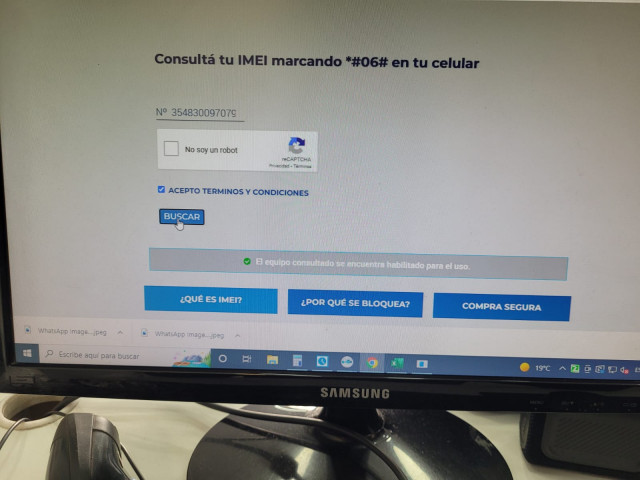 Consultá tu IMEI marcando *#06# en tu celular
Nº 354830097079
No soy un robot
reCAPTCHA
Privacidad - Términos
ACEPTO TERMINOS Y CONDICIONES
BUSCAR
El equipo consultado se encuentra habilitado para el uso.
¿QUÉ ES IMEI?
¿POR QUÉ SE BLOQUEA?
COMPRA SEGURA
WhatsApp Image....jpeg
WhatsApp Image....jpeg
Escribe aquí para buscar
19°C
SAMSUNG